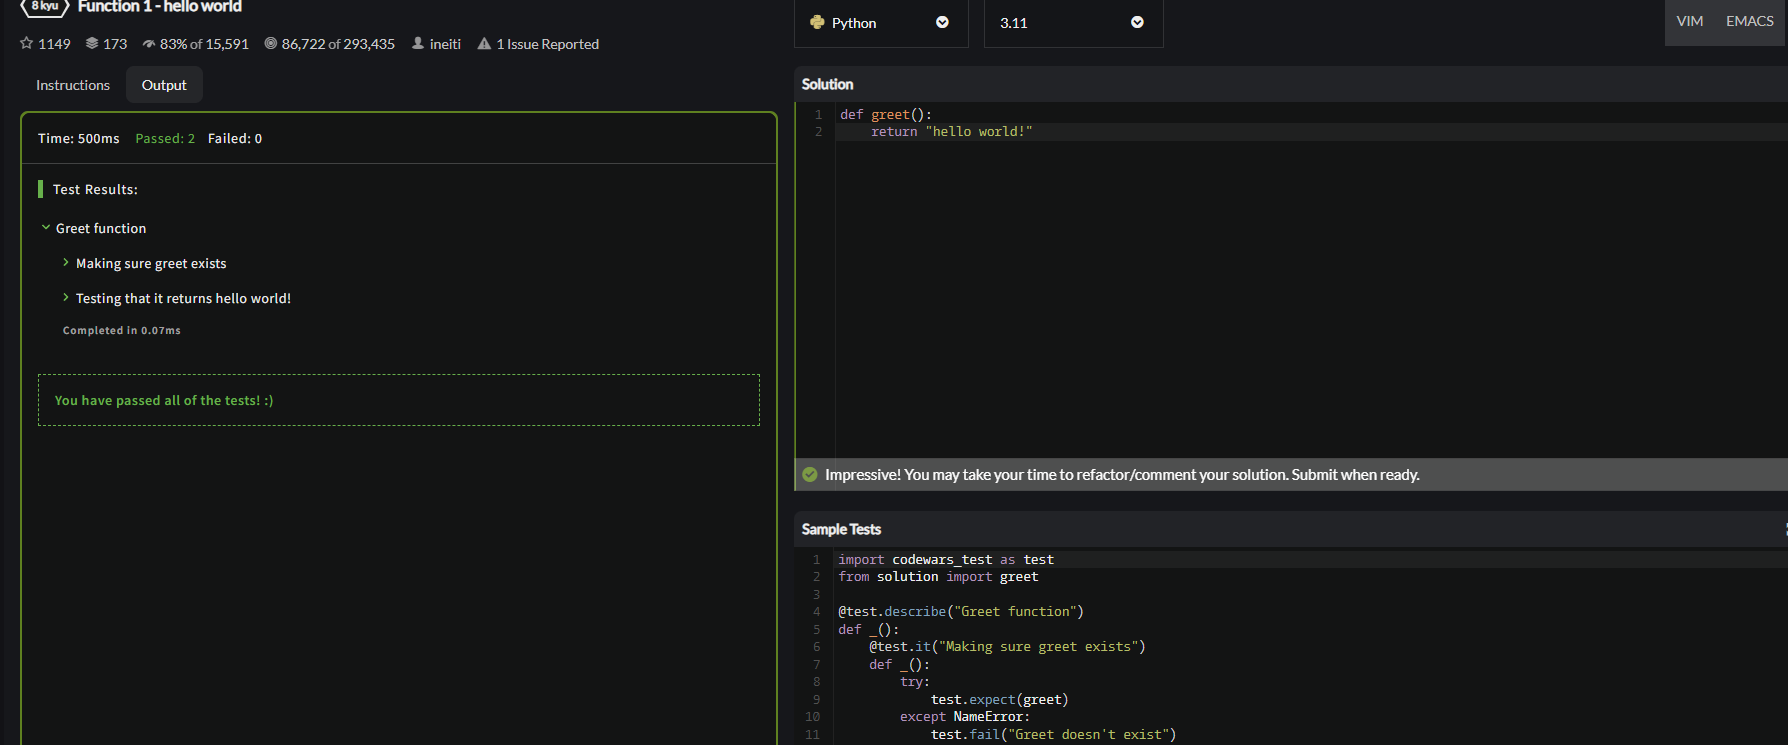 8 kyu Function 1 - hello world
1149 173 83% of 15,591 86,722 of 293,435 ineiti 1 Issue Reported
Instructions Output
Time: 500ms Passed: 2 Failed: 0
Test Results:
Greet function
Making sure greet exists
Testing that it returns hello world!
Completed in 0.07ms
You have passed all of the tests! :)
Python 3.11 VIM EMACS
Solution
1 def greet():
2     return "hello world!"
Impressive! You may take your time to refactor/comment your solution. Submit when ready.
Sample Tests
1 import codewars_test as test
2 from solution import greet
3
4 @test.describe("Greet function")
5 def _():
6     @test.it("Making sure greet exists")
7     def _():
8         try:
9             test.expect(greet)
10         except NameError:
11             test.fail("Greet doesn't exist")